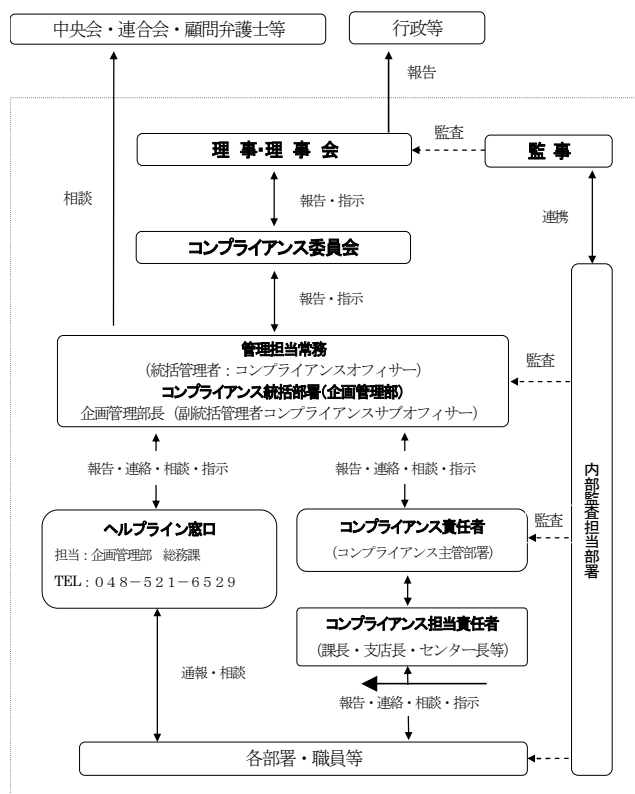 中央会・連合会・顧問弁護士等
行政等
報告
理 事・理 事 会
監査
監 事
相談
報告・指示
連携
コンプライアンス委員会
報告・指示
管理担当常務
(統括管理者：コンプライアンスオフィサー)
コンプライアンス統括部署(企画管理部)
企画管理部長 (副統括管理者コンプライアンスサブオフィサー)
監査
報告・連絡・相談・指示
報告・連絡・相談・指示
内部監査担当部署
ヘルプライン窓口
担当：企画管理部 総務課
TEL：０４８－５２１－６５２９
コンプライアンス責任者
(コンプライアンス主管部署)
監査
コンプライアンス担当責任者
(課長・支店長・センター長等)
通報・相談
報告・連絡・相談・指示
各部署・職員等